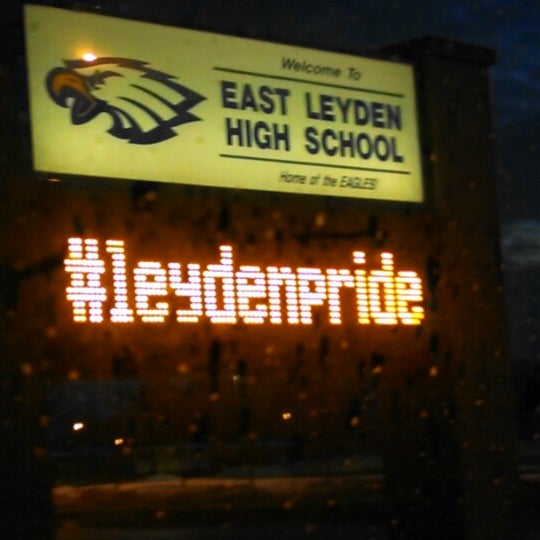 Welcome To
EAST LEYDEN
HIGH SCHOOL
Home of the EAGLES!
#leydenpride